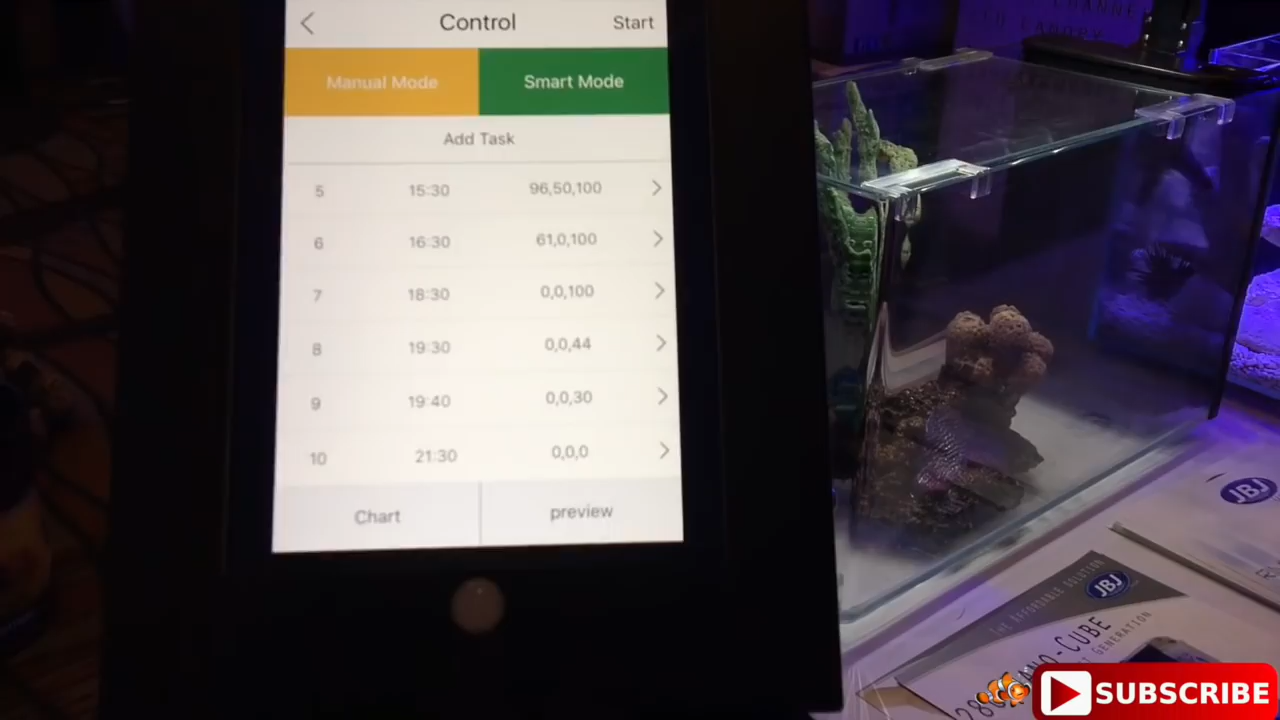 Control Start
Manual Mode Smart Mode
Add Task
5 15:30 96,50,100
6 16:30 61,0,100
7 18:30 0,0,100
8 19:30 0,0,44
9 19:40 0,0,30
10 21:30 0,0,0
Chart preview
JBJ
THE AFFORDABLE SOLUTION
JBJ
GENERATION
SUBSCRIBE